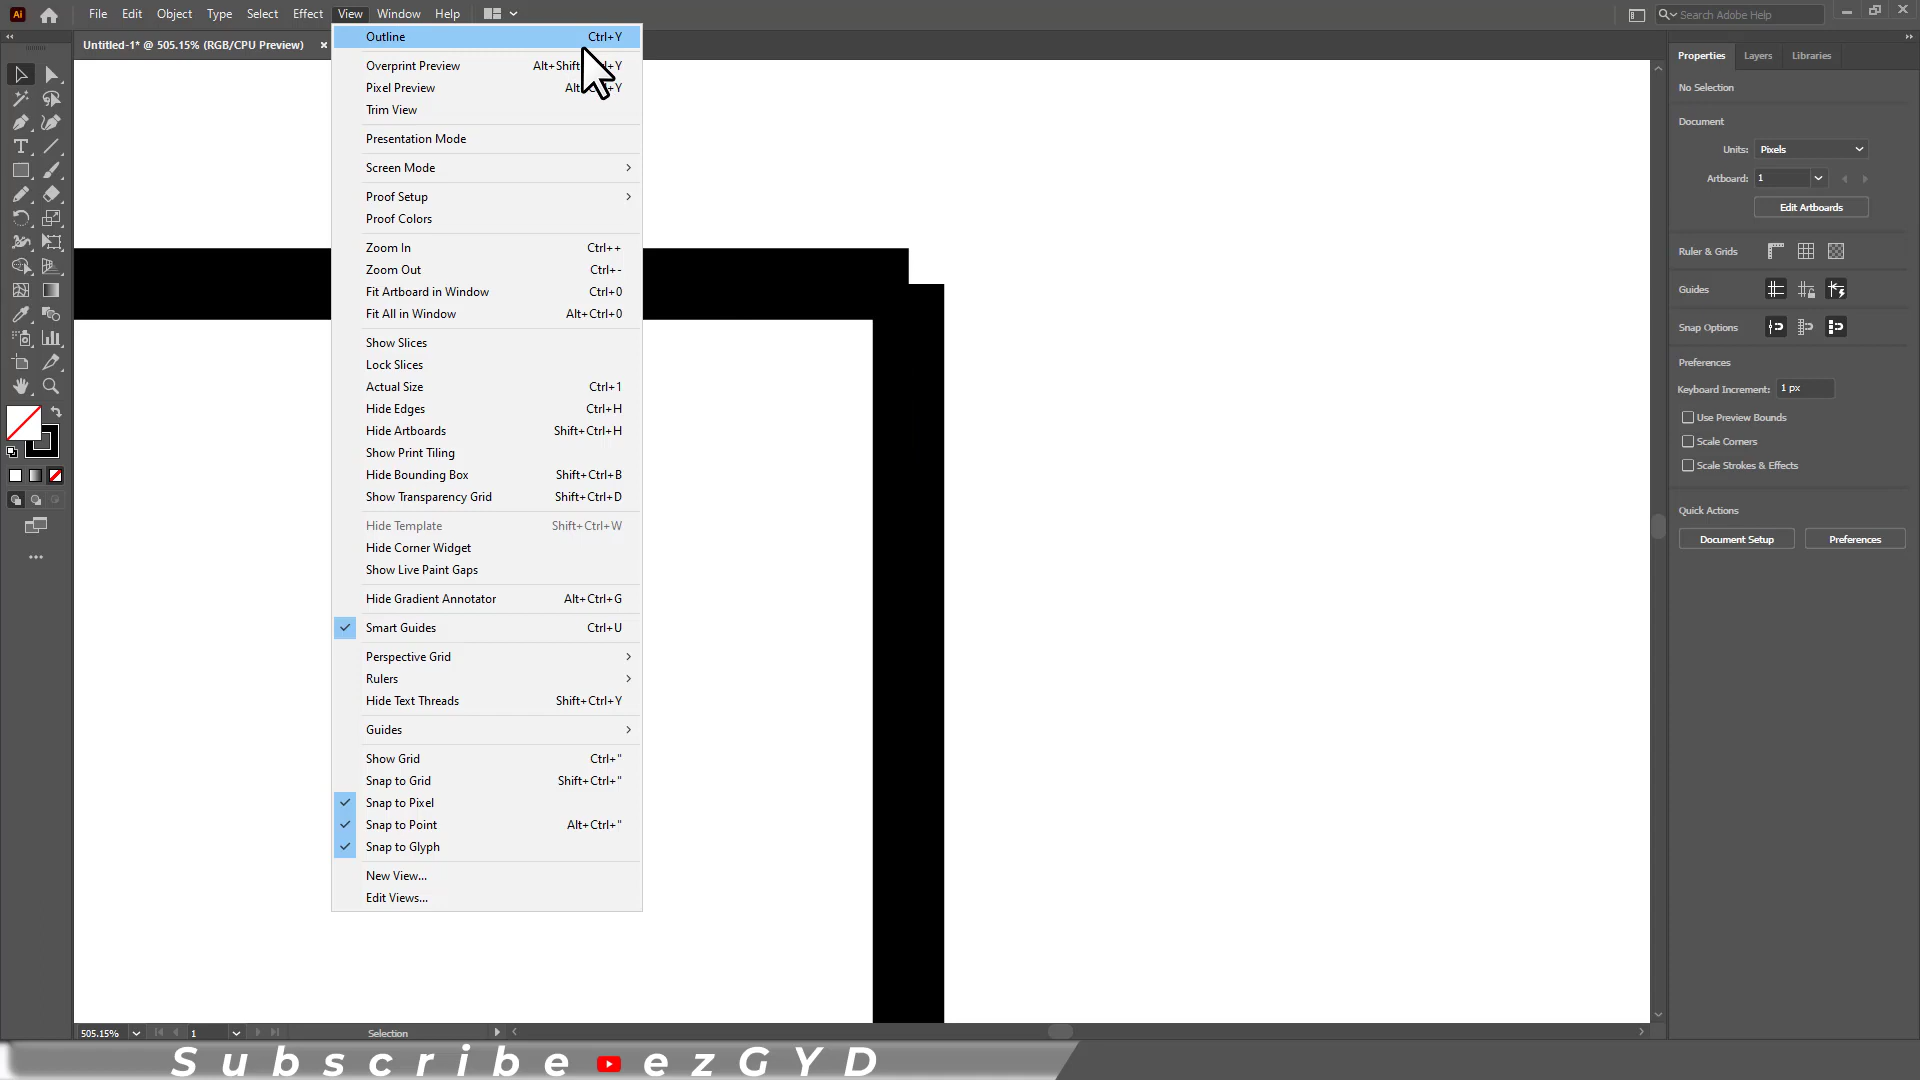 Ai File Edit Object Type Select Effect View Window Help Search Adobe Help
Untitled-1* @ 505.15% (RGB/CPU Preview) ×
Outline Ctrl+Y
Overprint Preview
Pixel Preview
Trim View
Presentation Mode
Screen Mode
Proof Setup
Proof Colors
Zoom In Ctrl++
Zoom Out Ctrl+-
Fit Artboard in Window Ctrl+0
Fit All in Window Alt+Ctrl+0
Show Slices
Lock Slices
Actual Size Ctrl+1
Hide Edges Ctrl+H
Hide Artboards Shift+Ctrl+H
Show Print Tiling
Hide Bounding Box Shift+Ctrl+B
Show Transparency Grid Shift+Ctrl+D
Hide Template Shift+Ctrl+W
Hide Corner Widget
Show Live Paint Gaps
Hide Gradient Annotator Alt+Ctrl+G
Smart Guides Ctrl+U
Perspective Grid
Rulers
Hide Text Threads Shift+Ctrl+Y
Guides
Show Grid Ctrl+"
Snap to Grid Shift+Ctrl+"
Snap to Pixel
Snap to Point Alt+Ctrl+"
Snap to Glyph
New View...
Edit Views...
Properties Layers Libraries
No Selection
Document
Units: Pixels
Artboard: 1
Edit Artboards
Ruler & Grids
Guides
Snap Options
Preferences
Keyboard Increment: 1 px
Use Preview Bounds
Scale Corners
Scale Strokes & Effects
Quick Actions
Document Setup Preferences
505.15% 1 Selection
Subscribe ezGYD